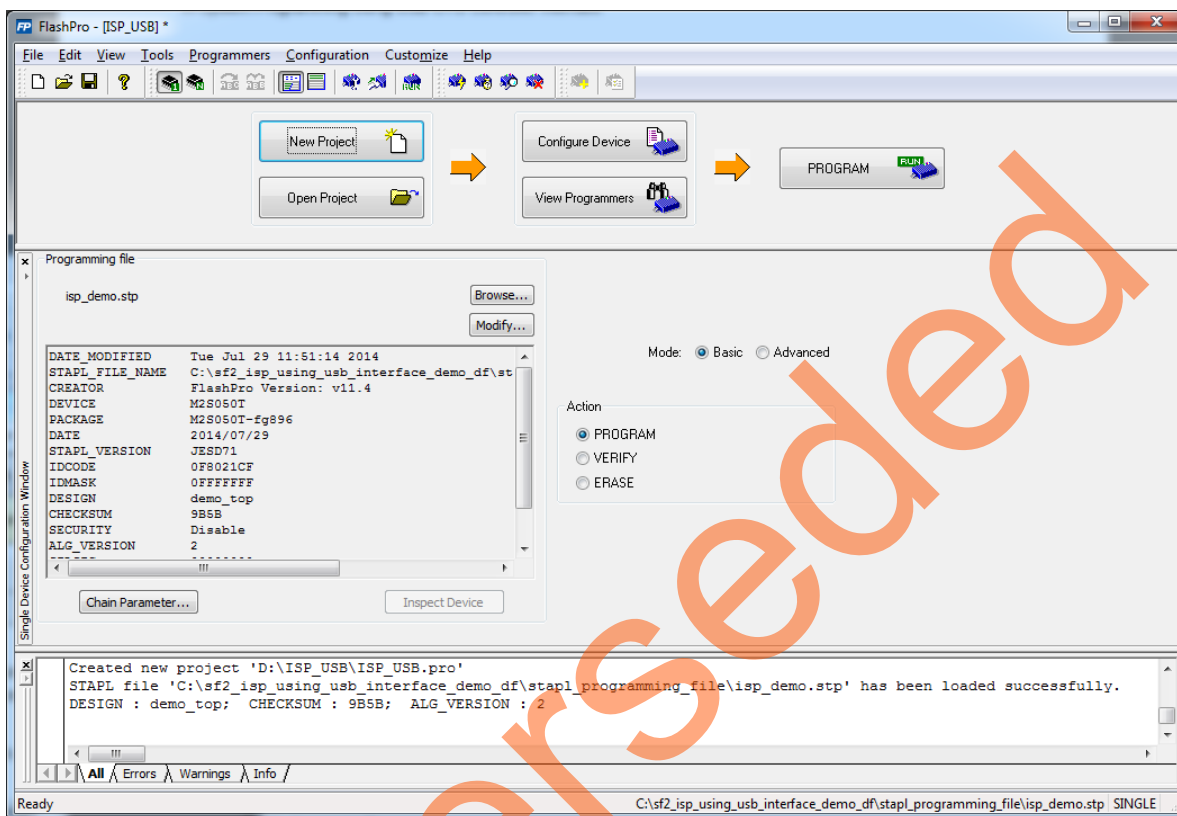 FlashPro - [ISP_USB] *
File Edit View Tools Programmers Configuration Customize Help
New Project
Open Project
Configure Device
View Programmers
PROGRAM
RUN
Single Device Configuration Window
Programming file
isp_demo.stp
Browse...
Modify...
DATE_MODIFIED Tue Jul 29 11:51:14 2014
STAPL_FILE_NAME C:\sf2_isp_using_usb_interface_demo_df\st
CREATOR FlashPro Version: v11.4
DEVICE M2S050T
PACKAGE M2S050T-fg896
DATE 2014/07/29
STAPL_VERSION JESD71
IDCODE 0F8021CF
IDMASK 0FFFFFFF
DESIGN demo_top
CHECKSUM 9B5B
SECURITY Disable
ALG_VERSION 2
Chain Parameter...
Inspect Device
Mode: Basic Advanced
Action
PROGRAM
VERIFY
ERASE
Created new project 'D:\ISP_USB\ISP_USB.pro'
STAPL file 'C:\sf2_isp_using_usb_interface_demo_df\stapl_programming_file\isp_demo.stp' has been loaded successfully.
DESIGN : demo_top; CHECKSUM : 9B5B; ALG_VERSION : 2
All Errors Warnings Info
Ready
C:\sf2_isp_using_usb_interface_demo_df\stapl_programming_file\isp_demo.stp SINGLE
erseded